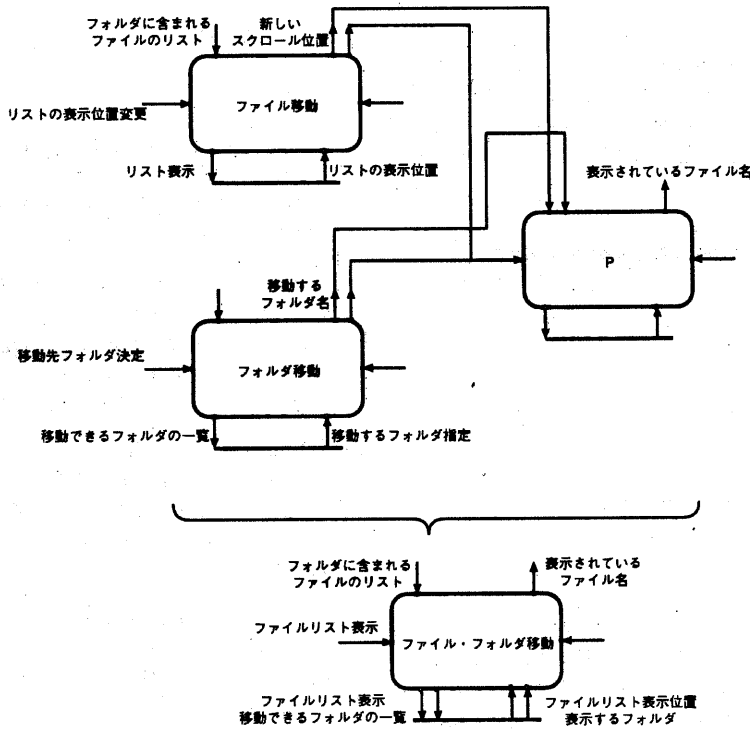 フォルダに含まれる
ファイルのリスト
新しい
スクロール位置
リストの表示位置変更
ファイル移動
リスト表示
リストの表示位置
表示されているファイル名
P
移動する
フォルダ名
移動先フォルダ決定
フォルダ移動
移動できるフォルダの一覧
移動するフォルダ指定
フォルダに含まれる
ファイルのリスト
表示されている
ファイル名
ファイルリスト表示
ファイル・フォルダ移動
ファイルリスト表示
移動できるフォルダの一覧
ファイルリスト表示位置
表示するフォルダ